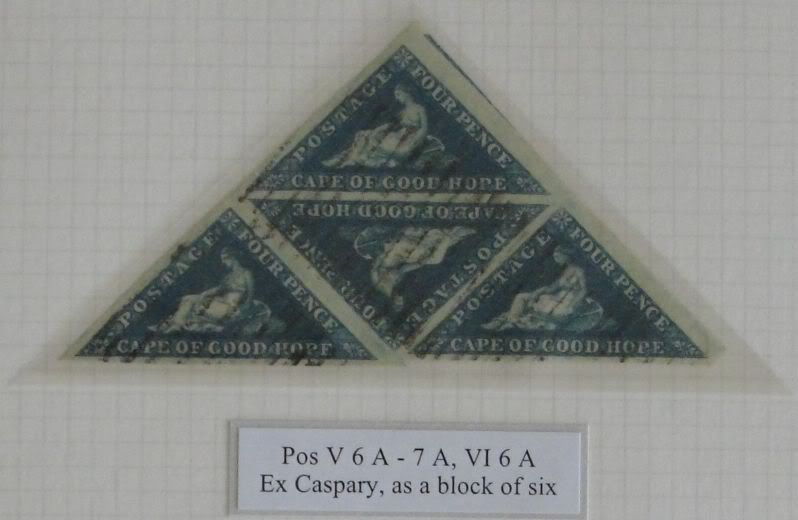 POSTAGE
FOUR PENCE
CAPE OF GOOD HOPE
CAPE OF GOOD HOPE
POSTAGE
FOUR PENCE
POSTAGE
FOUR PENCE
CAPE OF GOOD HOPE
POSTAGE
FOUR PENCE
CAPE OF GOOD HOPE
Pos V 6 A - 7 A, VI 6 A
Ex Caspary, as a block of six